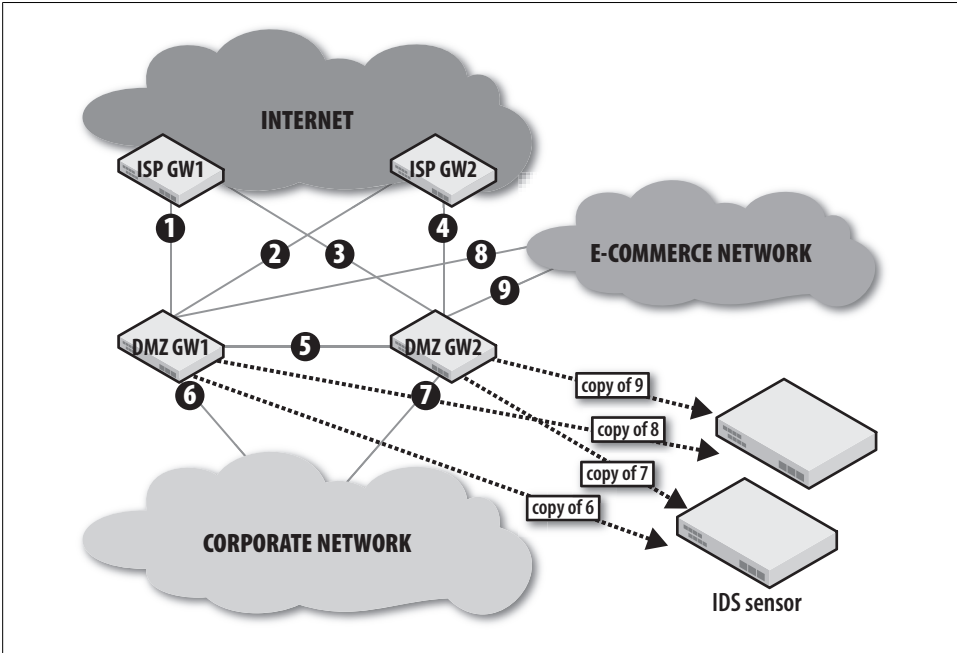 INTERNET
ISP GW1
ISP GW2
1
4
2
3
8
E-COMMERCE NETWORK
9
DMZ GW1
5
DMZ GW2
6
7
copy of 9
copy of 8
copy of 7
copy of 6
CORPORATE NETWORK
IDS sensor